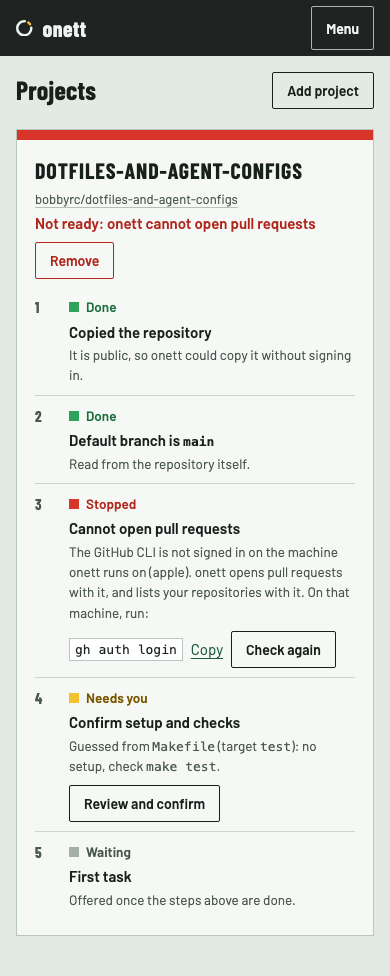 onett
Menu
Projects
Add project
DOTFILES-AND-AGENT-CONFIGS
bobbyrc/dotfiles-and-agent-configs
Not ready: onett cannot open pull requests
Remove
1
Done
Copied the repository
It is public, so onett could copy it without signing
in.
2
Done
Default branch is main
Read from the repository itself.
3
Stopped
Cannot open pull requests
The GitHub CLI is not signed in on the machine
onett runs on (apple). onett opens pull requests
with it, and lists your repositories with it. On that
machine, run:
gh auth login Copy Check again
4
Needs you
Confirm setup and checks
Guessed from Makefile (target test): no
setup, check make test.
Review and confirm
5
Waiting
First task
Offered once the steps above are done.